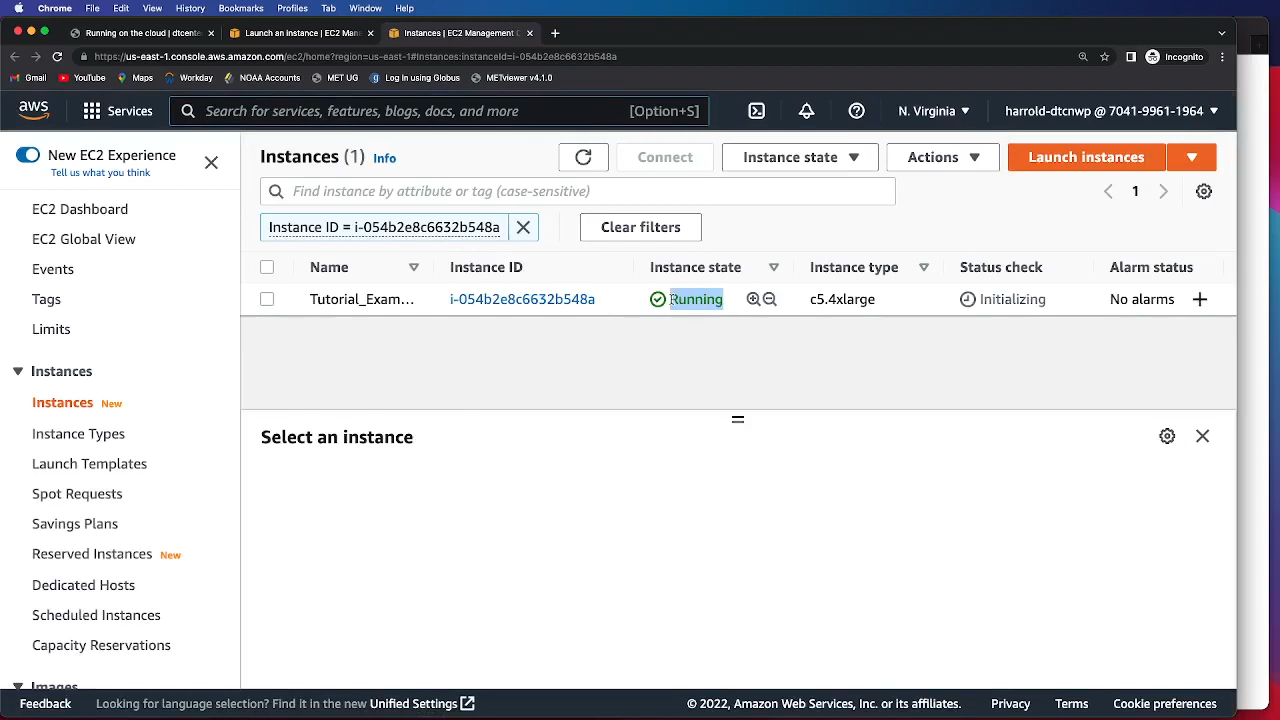 Chrome File Edit View History Bookmarks Profiles Tab Window Help
Running on the cloud | dtcente Launch an instance | EC2 Man Instances | EC2 Management C
https://us-east-1.console.aws.amazon.com/ec2/home?region=us-east-1#Instances:instanceId=i-054b2e8c6632b548a Incognito
Gmail YouTube Maps Workday NOAA Accounts MET UG Log In using Globus METViewer v4.1.0
aws Services Search for services, features, blogs, docs, and more [Option+S] N. Virginia harrold-dtcnwp @ 7041-9961-1964
New EC2 Experience
Tell us what you think
EC2 Dashboard
EC2 Global View
Events
Tags
Limits
Instances
Instances New
Instance Types
Launch Templates
Spot Requests
Savings Plans
Reserved Instances New
Dedicated Hosts
Scheduled Instances
Capacity Reservations
Images
Instances (1) Info Connect Instance state Actions Launch instances
Find instance by attribute or tag (case-sensitive) 1
Instance ID = i-054b2e8c6632b548a Clear filters
Name Instance ID Instance state Instance type Status check Alarm status
Tutorial_Exam... i-054b2e8c6632b548a Running c5.4xlarge Initializing No alarms
Select an instance
Feedback Looking for language selection? Find it in the new Unified Settings © 2022, Amazon Web Services, Inc. or its affiliates. Privacy Terms Cookie preferences